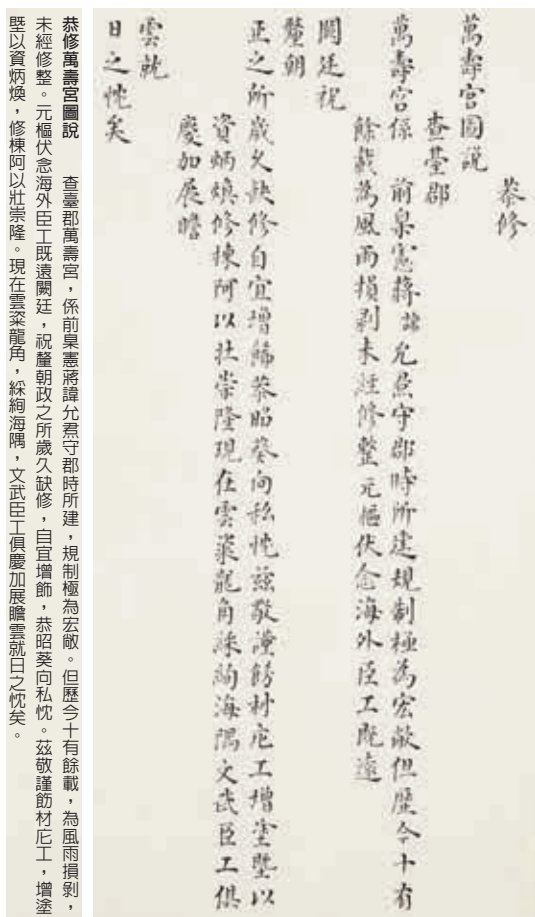 恭修
萬壽宮圖說
查臺郡
萬壽宮係 前臬憲蔣諱允焄守郡時所建規制極為宏敞但歷今十有
餘載為風雨損剝未經修整元樞伏念海外臣工既遠
闕廷祝
釐朝
正之所歲久缺修自宜增飾恭昭葵向私忱茲敬謹飭材庀工增塗塈以
資炳煥修棟阿以壯崇隆現在雲粢龍角綵絢海隅文武臣工俱
慶加展瞻
雲就
日之忱矣
恭修萬壽宮圖說 查臺郡萬壽宮，係前臬憲蔣諱允焄守郡時所建，規制極為宏敞。但歷今十有餘載，為風雨損剝，
未經修整。元樞伏念海外臣工既遠闕廷，祝釐朝政之所歲久缺修，自宜增飾，恭昭葵向私忱。茲敬謹飭材庀工，增塗
塈以資炳煥，修棟阿以壯崇隆。現在雲粢龍角，綵絢海隅，文武臣工俱慶加展瞻雲就日之忱矣。